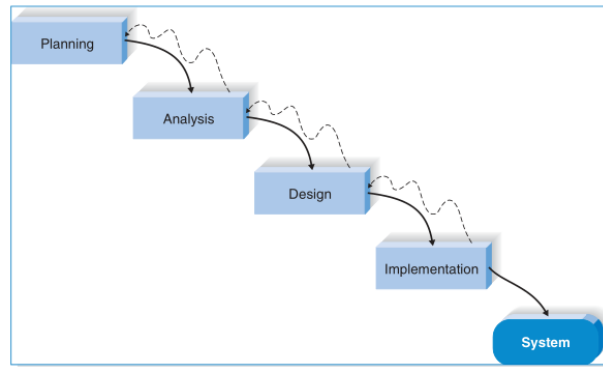 Planning
Analysis
Design
Implementation
System